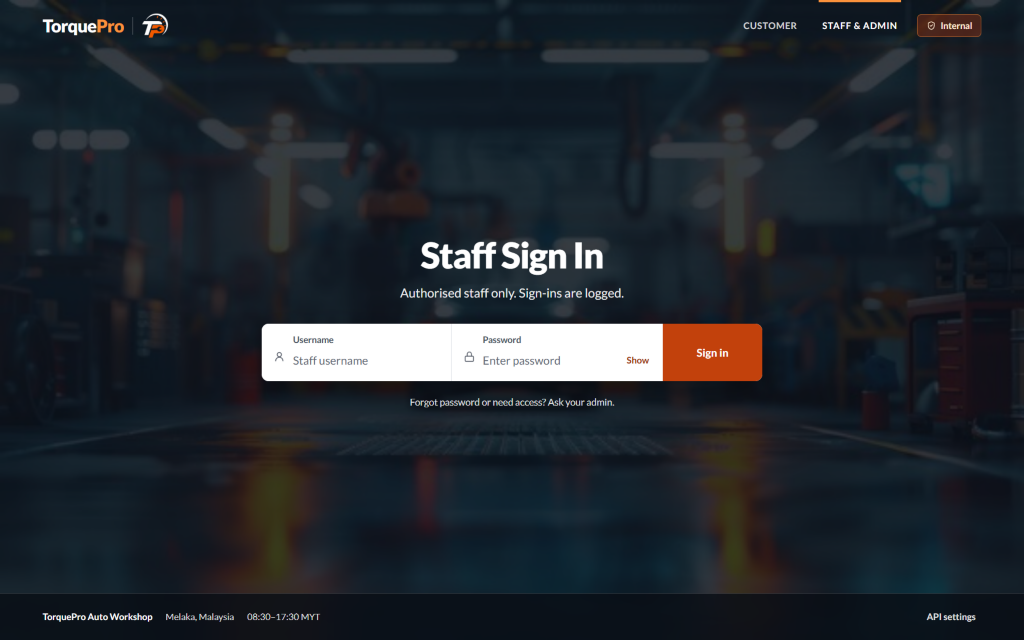 TorquePro
TP
CUSTOMER
STAFF & ADMIN
Internal
Staff Sign In
Authorised staff only. Sign-ins are logged.
Username
Staff username
Password
Enter password
Show
Sign in
Forgot password or need access? Ask your admin.
TorquePro Auto Workshop
Melaka, Malaysia
08:30–17:30 MYT
API settings